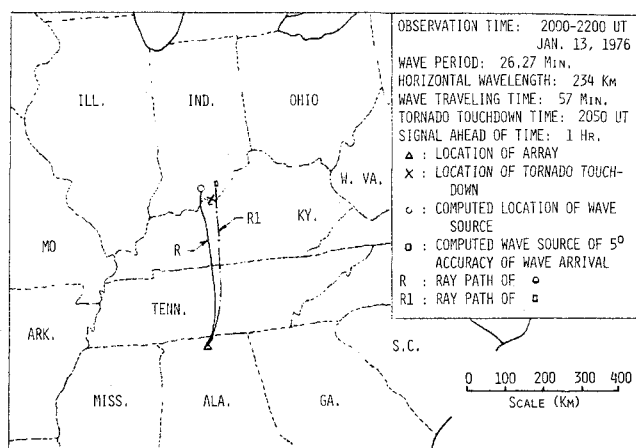 OBSERVATION TIME: 2000-2200 UT
JAN. 13, 1976
WAVE PERIOD: 26.27 MIN.
HORIZONTAL WAVELENGTH: 234 KM
WAVE TRAVELING TIME: 57 MIN.
TORNADO TOUCHDOWN TIME: 2050 UT
SIGNAL AHEAD OF TIME: 1 HR.
△ : LOCATION OF ARRAY
X : LOCATION OF TORNADO TOUCH-
DOWN
○ : COMPUTED LOCATION OF WAVE
SOURCE
□ : COMPUTED WAVE SOURCE OF 5°
ACCURACY OF WAVE ARRIVAL
R : RAY PATH OF ○
R1 : RAY PATH OF □
ILL.
IND.
OHIO
W. VA.
KY.
R1
R
MO
TENN.
ARK.
S.C.
MISS.
ALA.
GA.
0 100 200 300 400
SCALE (KM)